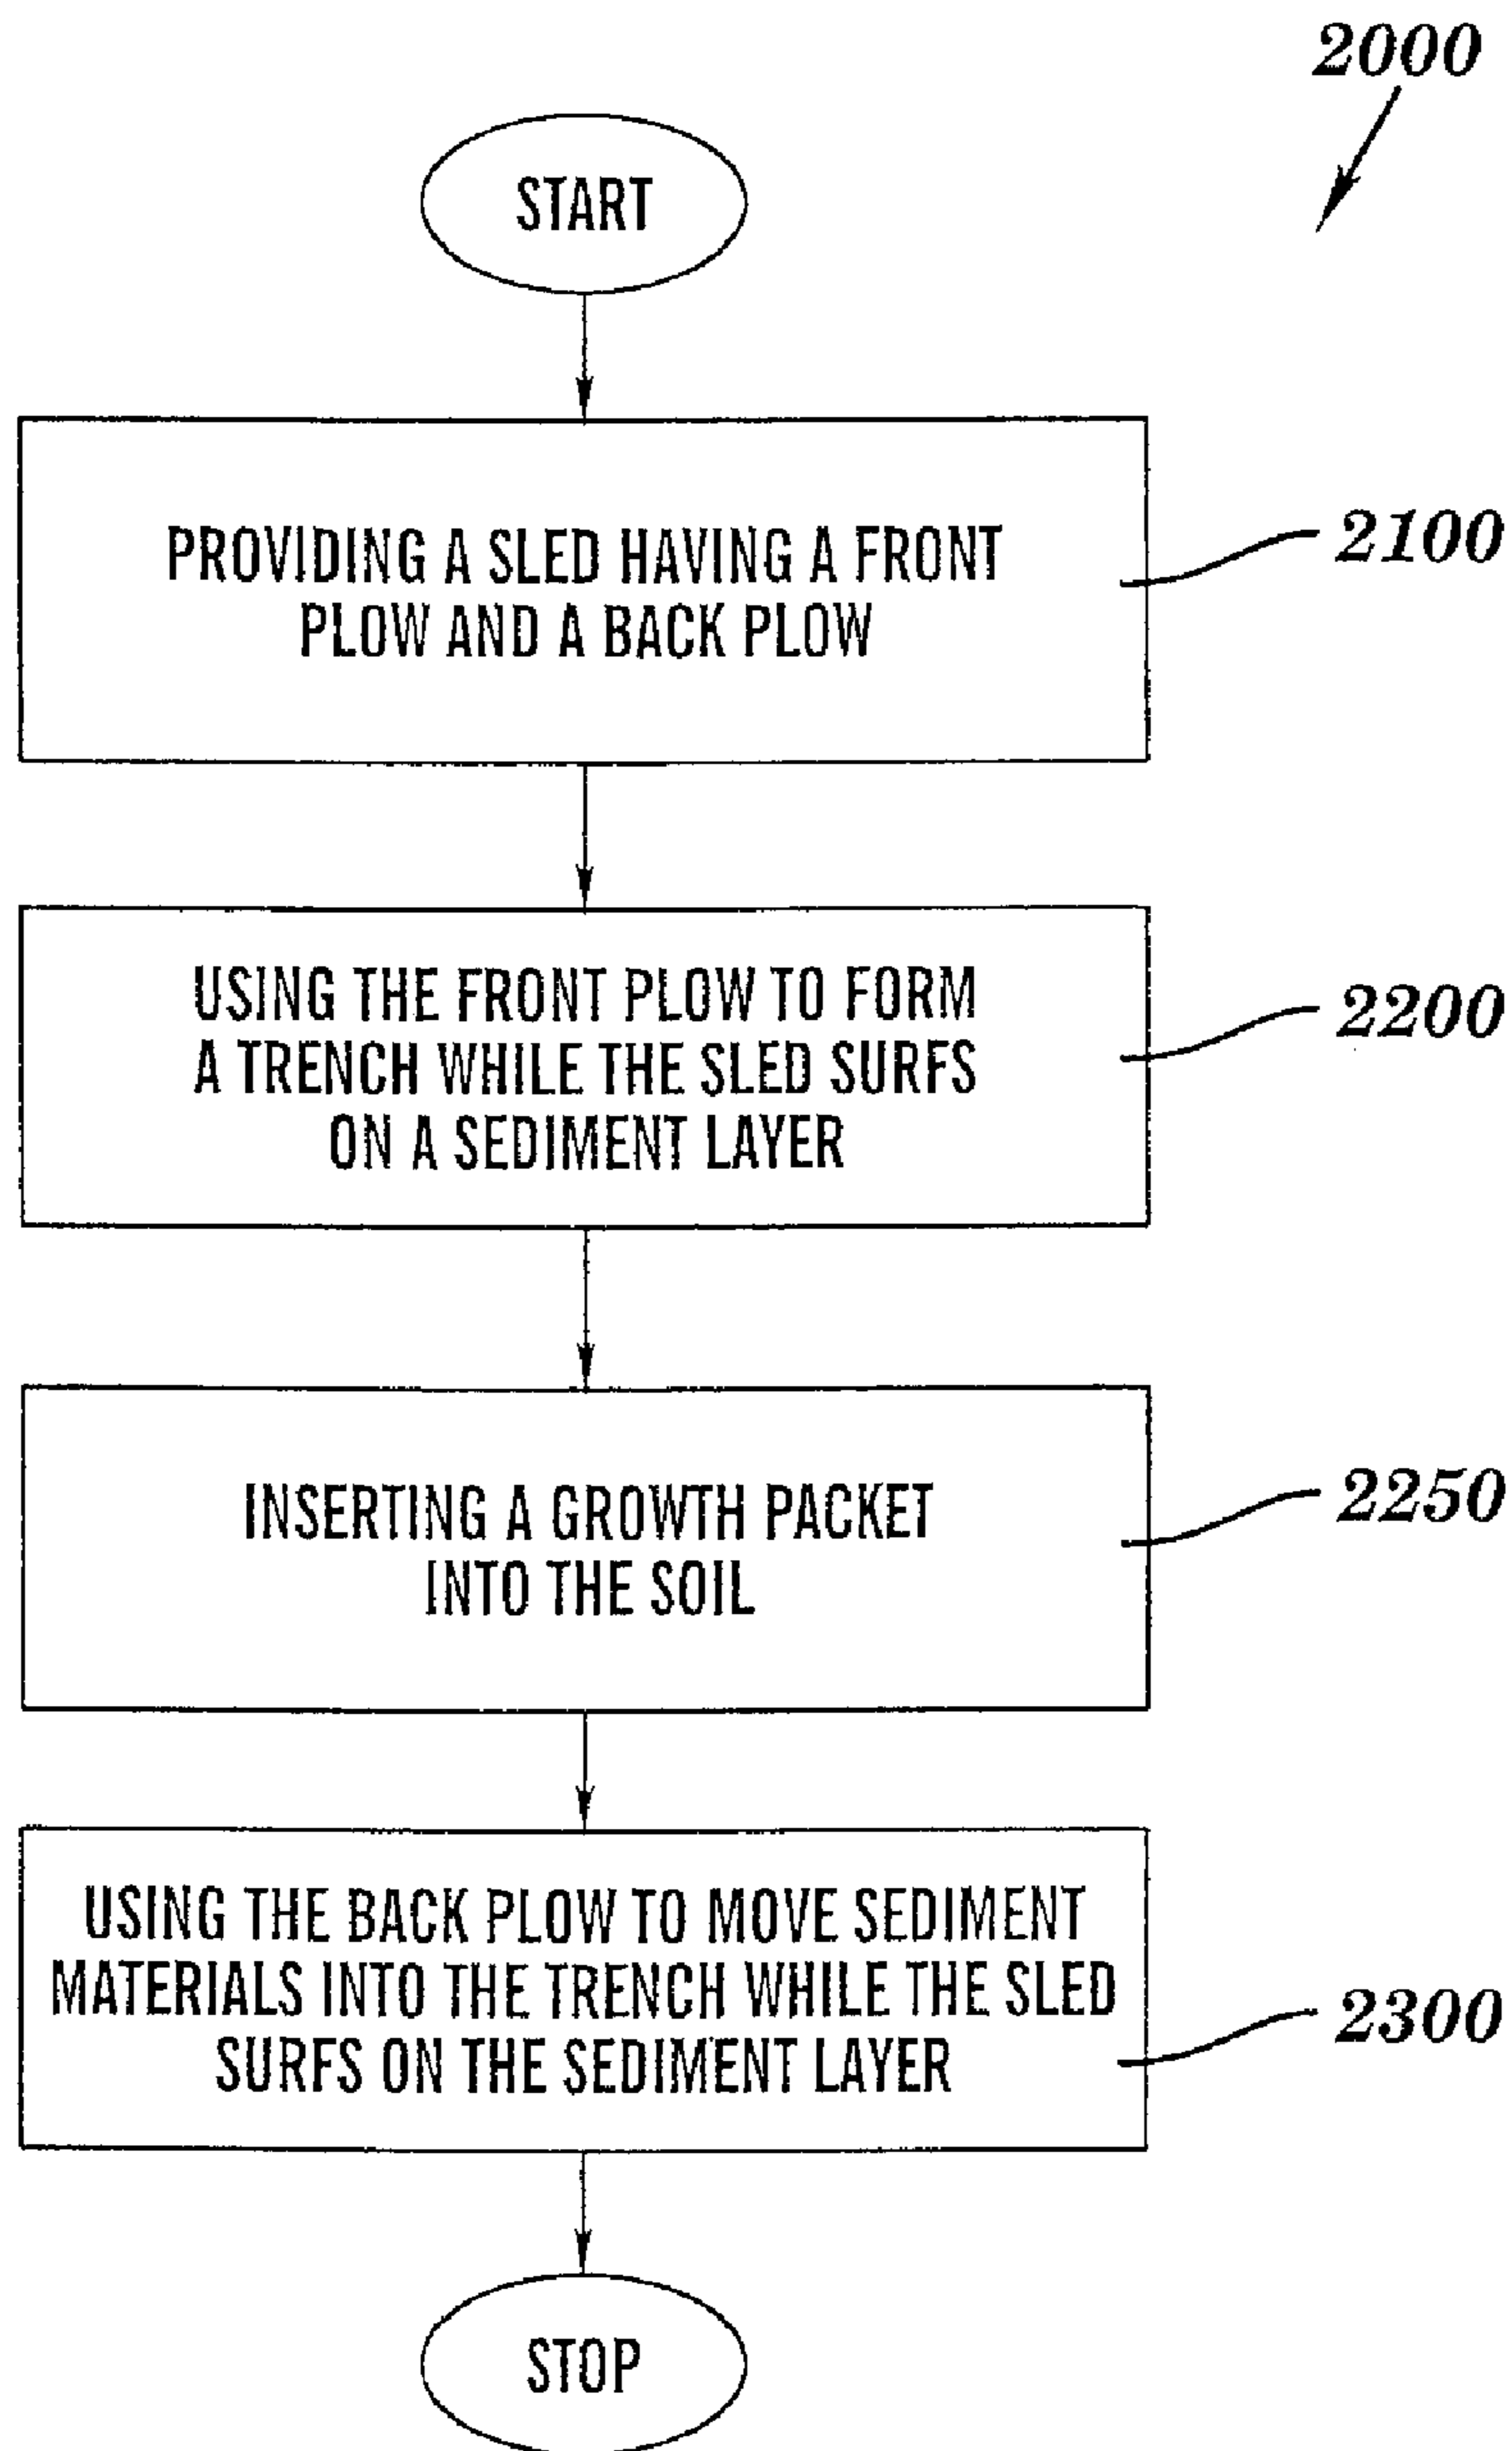 2000
START
PROVIDING A SLED HAVING A FRONT
PLOW AND A BACK PLOW
2100
USING THE FRONT PLOW TO FORM
A TRENCH WHILE THE SLED SURFS
ON A SEDIMENT LAYER
2200
INSERTING A GROWTH PACKET
INTO THE SOIL
2250
USING THE BACK PLOW TO MOVE SEDIMENT
MATERIALS INTO THE TRENCH WHILE THE SLED
SURFS ON THE SEDIMENT LAYER
2300
STOP